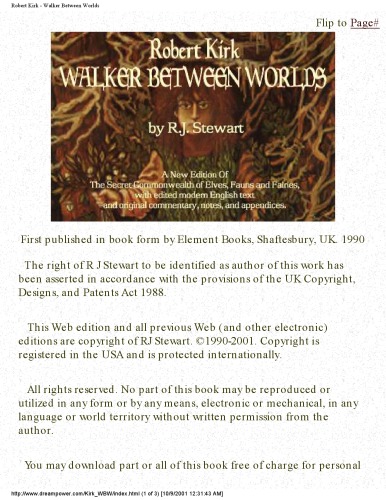 Robert Kirk - Walker Between Worlds
Flip to Page#
Robert Kirk
WALKER BETWEEN WORLDS
by R.J. Stewart
A New Edition Of
The Secret Commonwealth of Elves, Fauns and Fairies,
with edited modern English text
and original commentary, notes, and appendices.
First published in book form by Element Books, Shaftesbury, UK. 1990
The right of R J Stewart to be identified as author of this work has
been asserted in accordance with the provisions of the UK Copyright,
Designs, and Patents Act 1988.
This Web edition and all previous Web (and other electronic)
editions are copyright of RJ Stewart. ©1990-2001. Copyright is
registered in the USA and is protected internationally.
All rights reserved. No part of this book may be reproduced or
utilized in any form or by any means, electronic or mechanical, in any
language or world territory without written permission from the
author.
You may download part or all of this book free of charge for personal
http://www.dreampower.com/Kirk_WBW/index.html (1 of 3) [10/9/2001 12:31:43 AM]